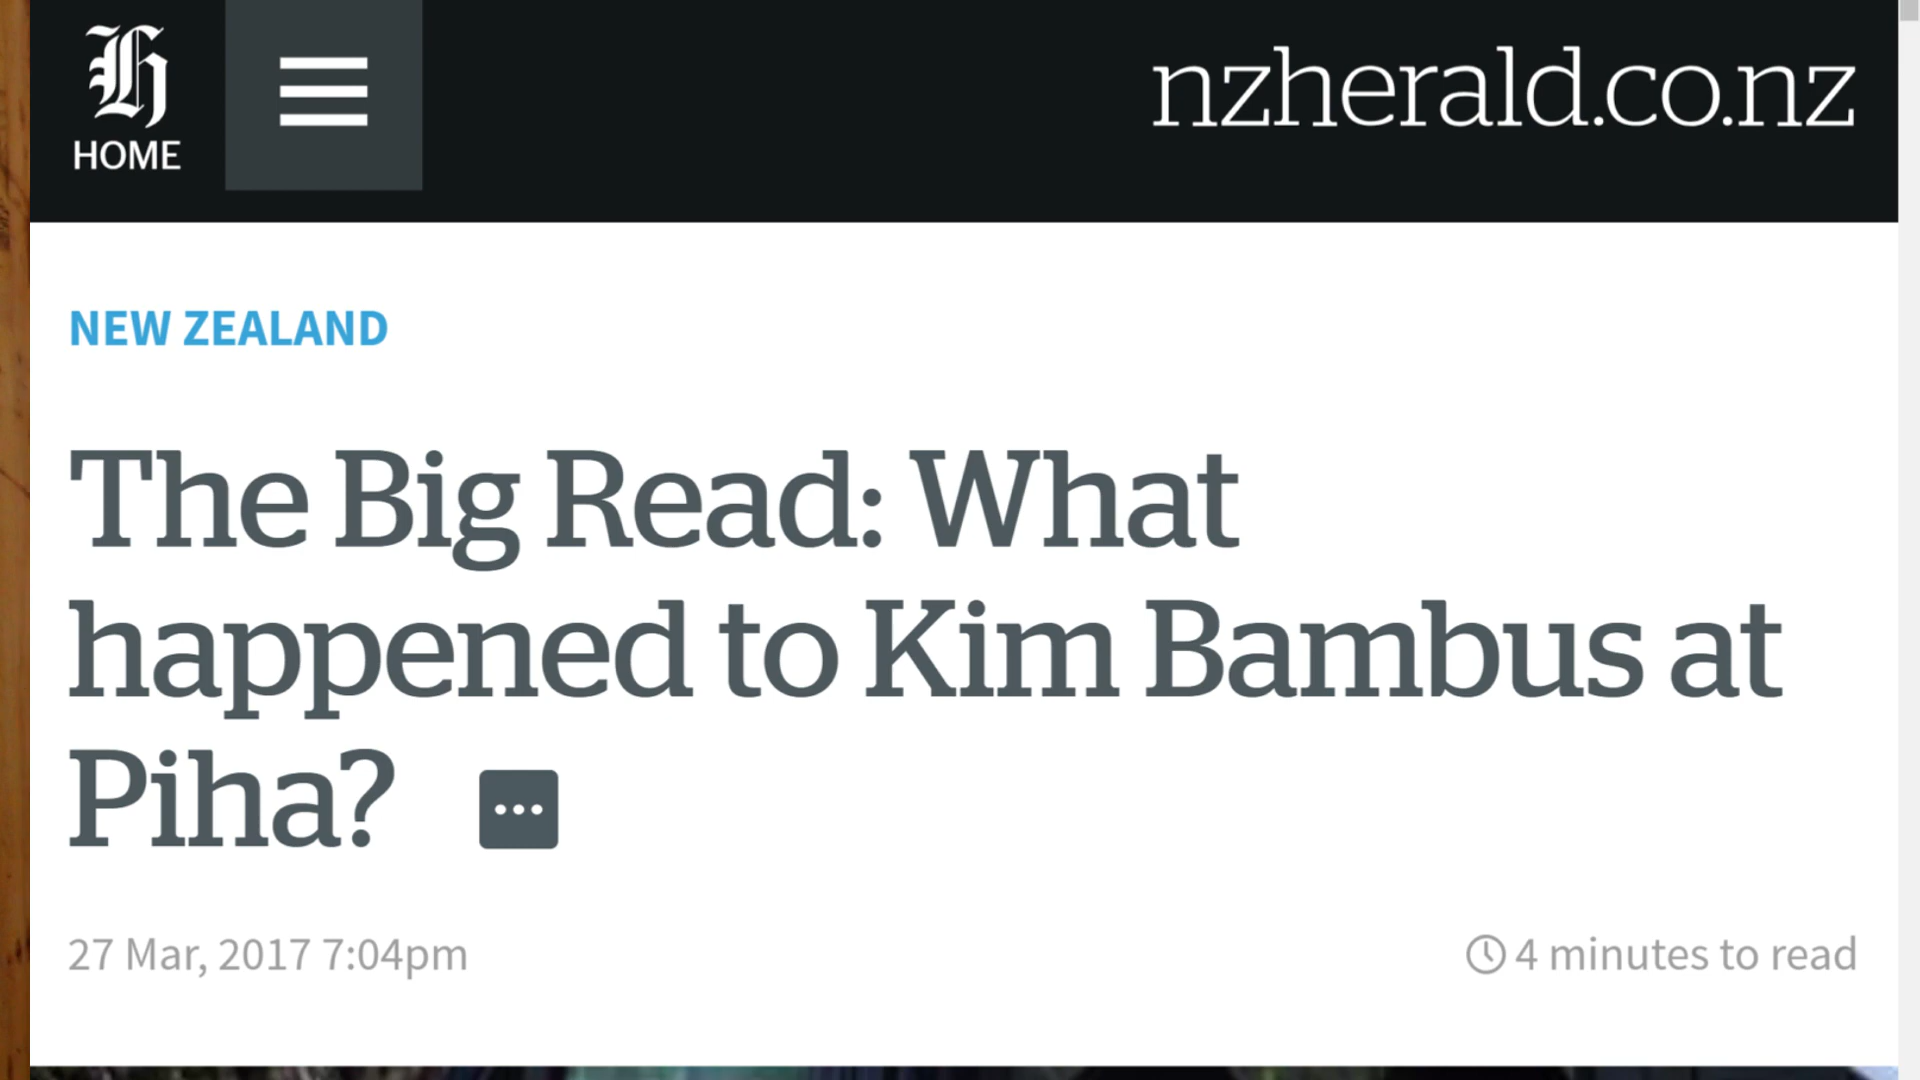 HOME
nzherald.co.nz
NEW ZEALAND
The Big Read: What
happened to Kim Bambus at
Piha?
27 Mar, 2017 7:04pm
4 minutes to read